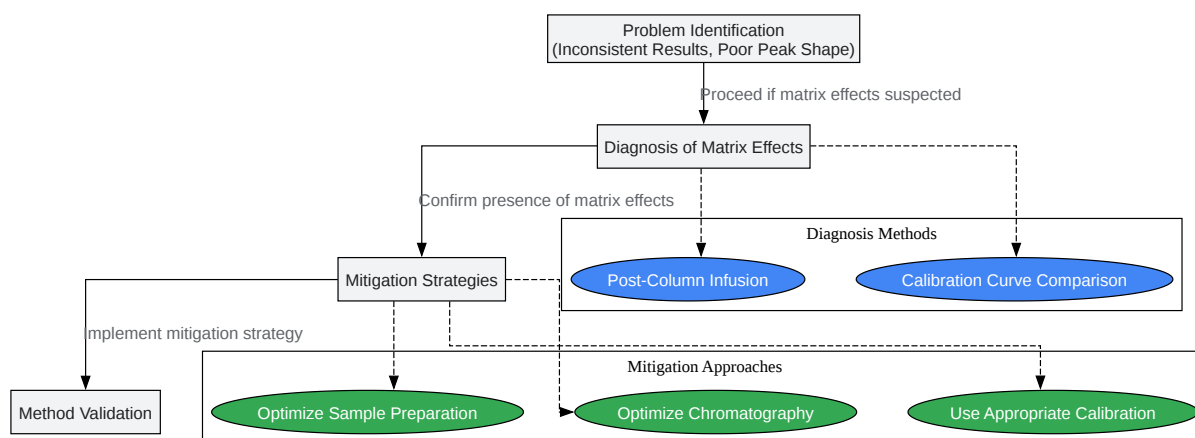 Problem Identification
(Inconsistent Results, Poor Peak Shape)
Proceed if matrix effects suspected
Diagnosis of Matrix Effects
Confirm presence of matrix effects
Diagnosis Methods
Mitigation Strategies
Post-Column Infusion
Calibration Curve Comparison
Implement mitigation strategy
Mitigation Approaches
Method Validation
Optimize Sample Preparation
Optimize Chromatography
Use Appropriate Calibration